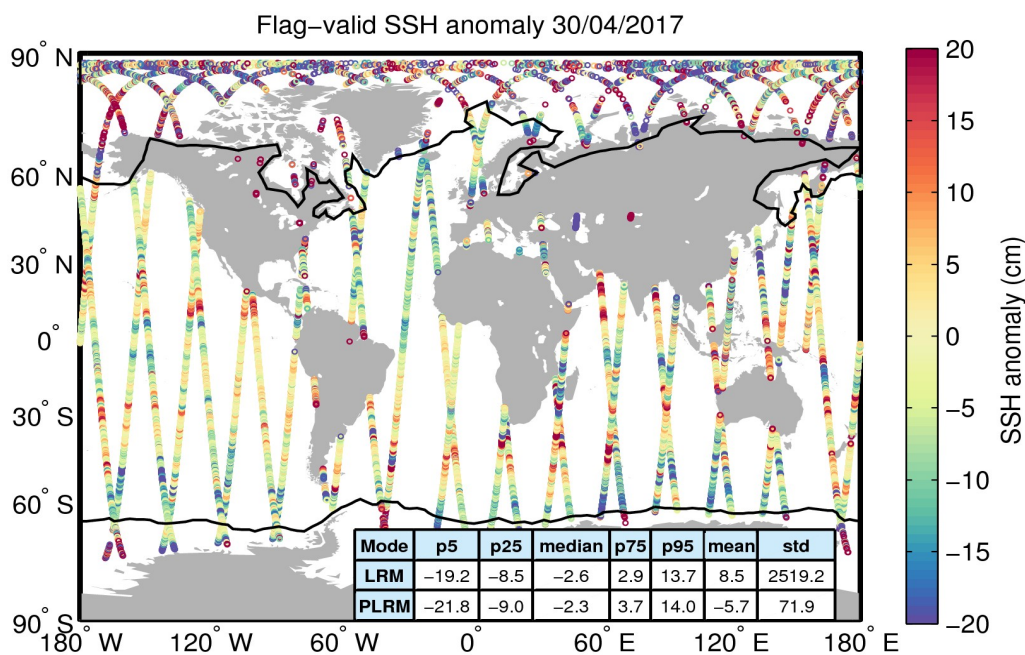 Flag−valid SSH anomaly 30/04/2017
90° N
60° N
30° N
0°
30° S
60° S
90° S
180° W
120° W
60° W
0°
60° E
120° E
180° E
Mode p5 p25 median p75 p95 mean std
LRM −19.2 −8.5 −2.6 2.9 13.7 8.5 2519.2
PLRM −21.8 −9.0 −2.3 3.7 14.0 −5.7 71.9
20
15
10
5
0
−5
−10
−15
−20
SSH anomaly (cm)